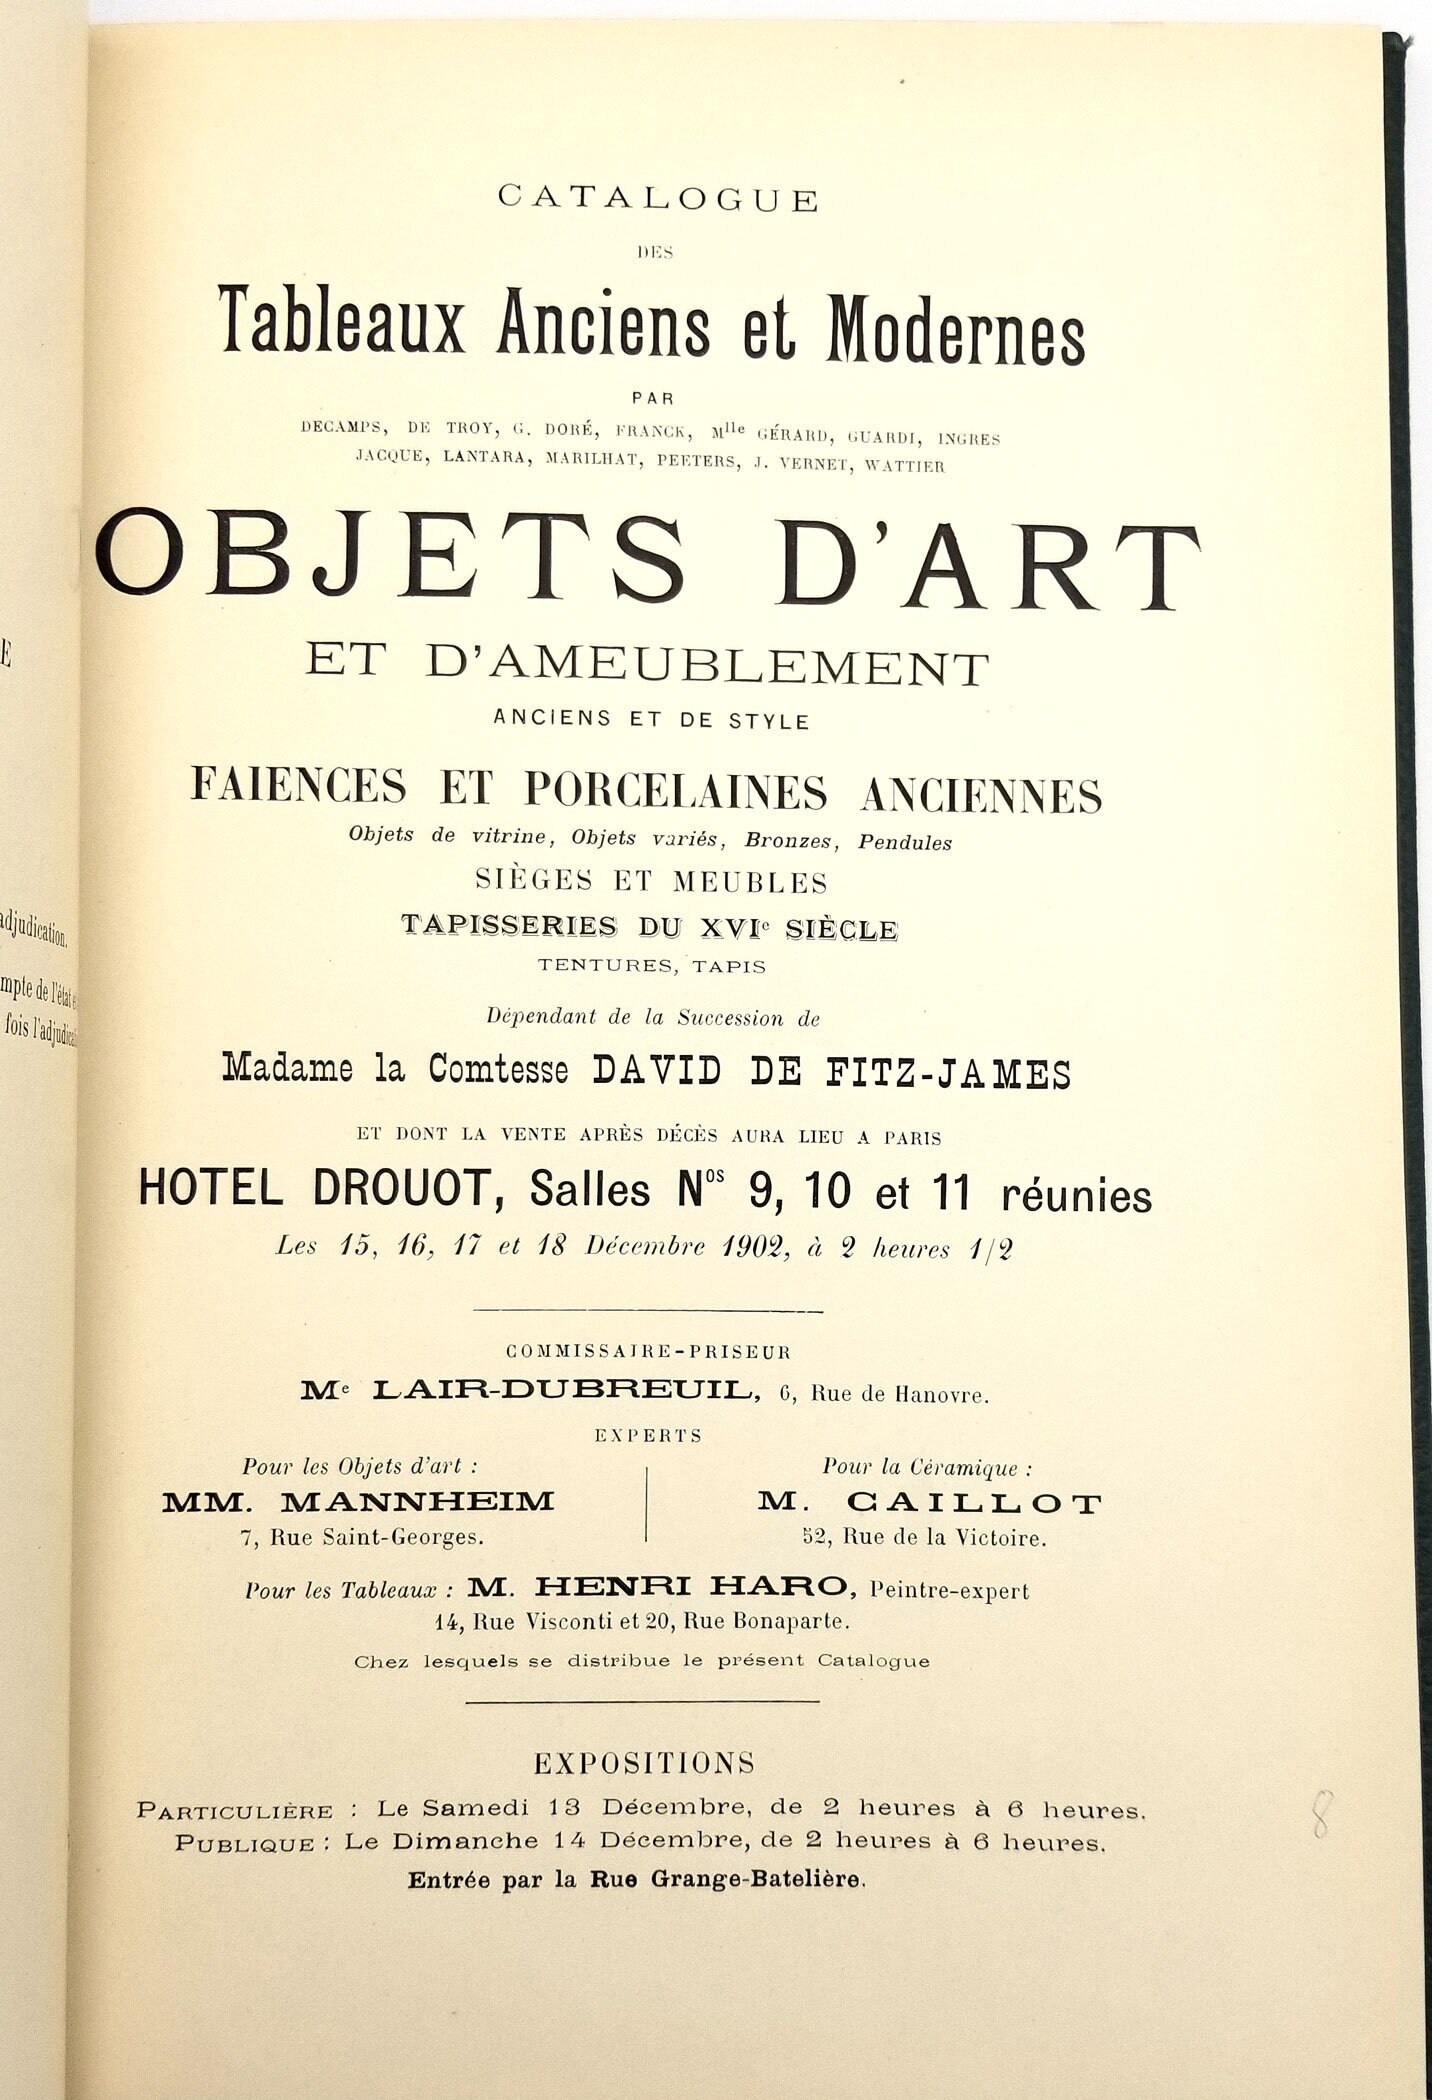 CATALOGUE
DES
Tableaux Anciens et Modernes
PAR
DECAMPS, DE TROY, G. DORÉ, FRANCK, Mlle GÉRARD, GUARDI, INGRES
JACQUE, LANTARA, MARILHAT, PEETERS, J. VERNET, WATTIER
OBJETS D'ART
ET D'AMEUBLEMENT
ANCIENS ET DE STYLE
FAIENCES ET PORCELAINES ANCIENNES
Objets de vitrine, Objets variés, Bronzes, Pendules
SIÈGES ET MEUBLES
TAPISSERIES DU XVIe SIÈCLE
TENTURES, TAPIS
Dépendant de la Succession de
Madame la Comtesse DAVID DE FITZ-JAMES
ET DONT LA VENTE APRÈS DÉCÈS AURA LIEU A PARIS
HOTEL DROUOT, Salles Nos 9, 10 et 11 réunies
Les 15, 16, 17 et 18 Décembre 1902, à 2 heures 1/2
COMMISSAIRE-PRISEUR
Me LAIR-DUBREUIL, 6, Rue de Hanovre.
EXPERTS
Pour les Objets d'art :
MM. MANNHEIM
7, Rue Saint-Georges.
Pour la Céramique :
M. CAILLOT
52, Rue de la Victoire.
Pour les Tableaux : M. HENRI HARO, Peintre-expert
14, Rue Visconti et 20, Rue Bonaparte.
Chez lesquels se distribue le présent Catalogue
EXPOSITIONS
PARTICULIÈRE : Le Samedi 13 Décembre, de 2 heures à 6 heures.
PUBLIQUE : Le Dimanche 14 Décembre, de 2 heures à 6 heures.
Entrée par la Rue Grange-Batelière.
8
E
adjudication.
mpte de l'état e
fois l'adjudica